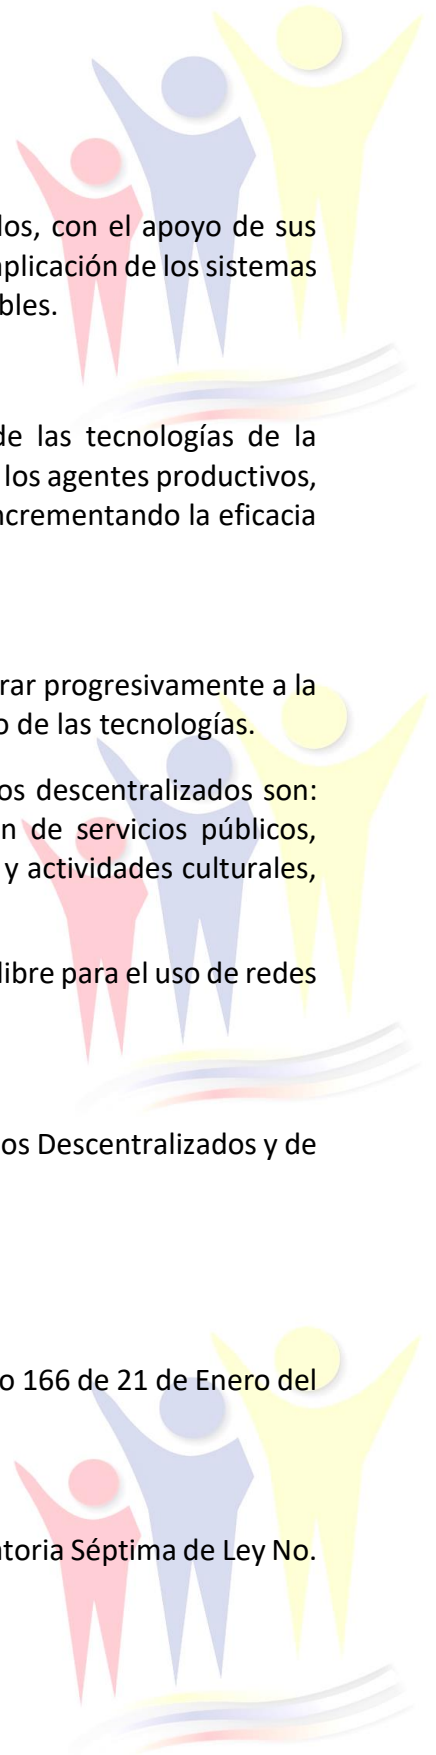 los, con el apoyo de sus
aplicación de los sistemas
bles.
de las tecnologías de la
los agentes productivos,
ncrementando la eficacia
rar progresivamente a la
o de las tecnologías.
os descentralizados son:
n de servicios públicos,
y actividades culturales,
libre para el uso de redes
os Descentralizados y de
o 166 de 21 de Enero del
atoria Séptima de Ley No.